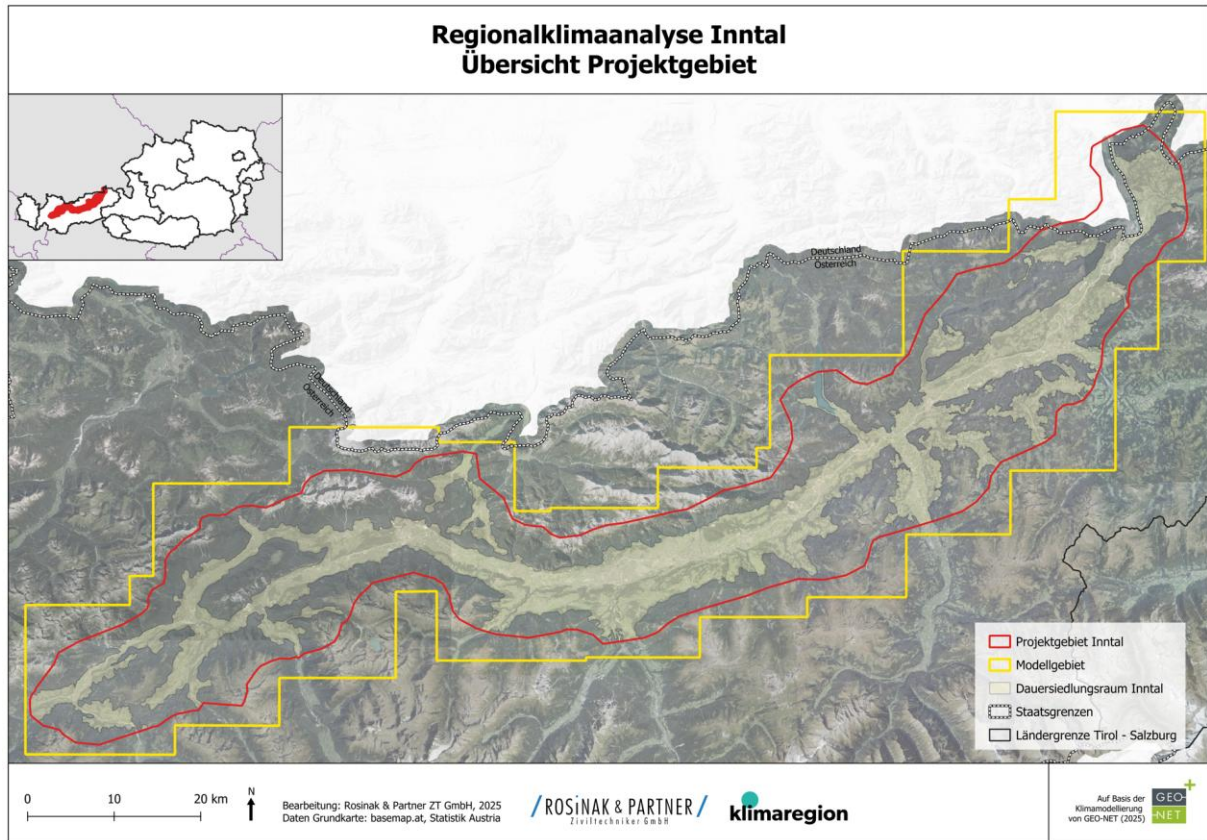 Regionalklimaanalyse Inntal
Übersicht Projektgebiet
Deutschland
Österreich
Deutschland
Österreich
Projektgebiet Inntal
Modellgebiet
Dauersiedlungsraum Inntal
Staatsgrenzen
Ländergrenze Tirol - Salzburg
0 10 20 km
N
Bearbeitung: Rosinak & Partner ZT GmbH, 2025
Daten Grundkarte: basemap.at, Statistik Austria
/ROSiNAK & PARTNER/
Ziviltechniker GmbH
klimaregion
Auf Basis der
Klimamodellierung
von GEO-NET (2025)
GEO-
NET